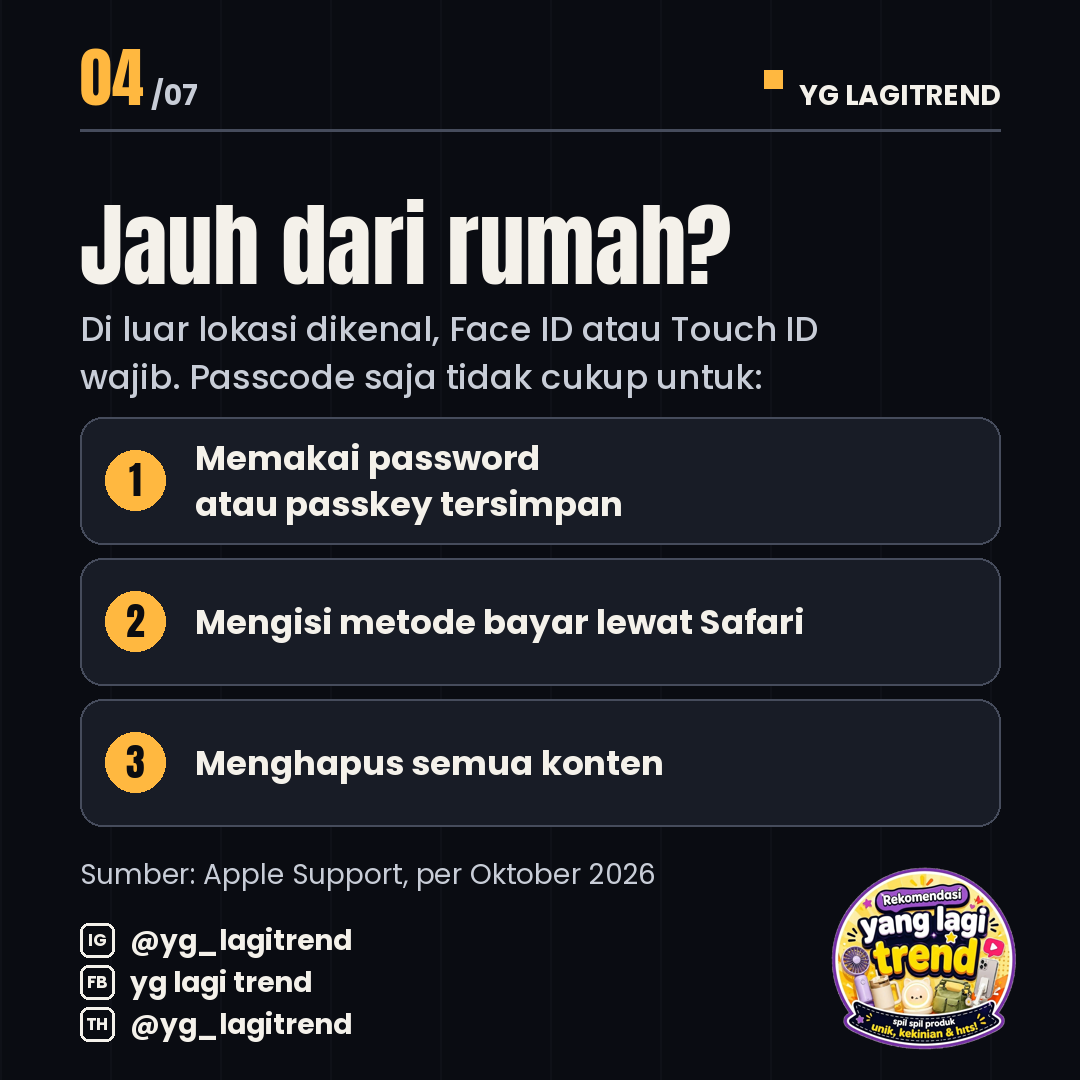 04 /07
YG LAGITREND
Jauh dari rumah?
Di luar lokasi dikenal, Face ID atau Touch ID
wajib. Passcode saja tidak cukup untuk:
1
Memakai password
atau passkey tersimpan
2
Mengisi metode bayar lewat Safari
3
Menghapus semua konten
Sumber: Apple Support, per Oktober 2026
IG @yg_lagitrend
FB yg lagi trend
TH @yg_lagitrend
Rekomendasi
yang lagi
trend
spil spil produk
unik, kekinian & hits!